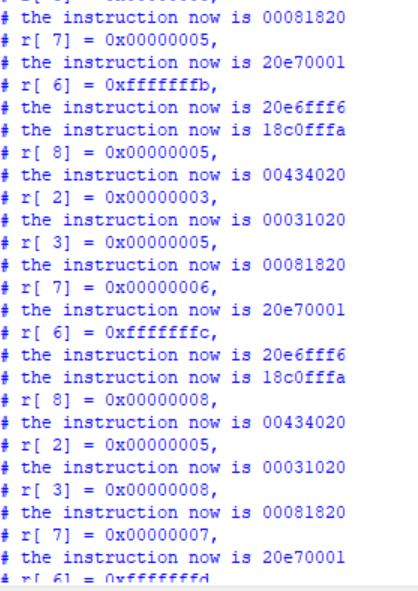 # the instruction now is 00081820
# r[ 7] = 0x00000005,
# the instruction now is 20e70001
# r[ 6] = 0xfffffffb,
# the instruction now is 20e6fff6
# the instruction now is 18c0fffa
# r[ 8] = 0x00000005,
# the instruction now is 00434020
# r[ 2] = 0x00000003,
# the instruction now is 00031020
# r[ 3] = 0x00000005,
# the instruction now is 00081820
# r[ 7] = 0x00000006,
# the instruction now is 20e70001
# r[ 6] = 0xfffffffc,
# the instruction now is 20e6fff6
# the instruction now is 18c0fffa
# r[ 8] = 0x00000008,
# the instruction now is 00434020
# r[ 2] = 0x00000005,
# the instruction now is 00031020
# r[ 3] = 0x00000008,
# the instruction now is 00081820
# r[ 7] = 0x00000007,
# the instruction now is 20e70001
# r[ 6] = 0xfffffffd